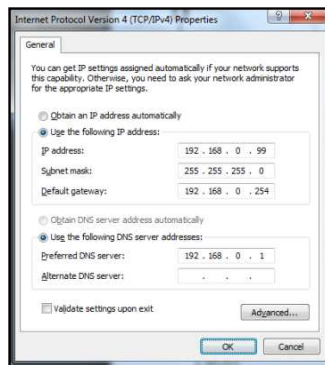 Internet Protocol Version 4 (TCP/IPv4) Properties
General
You can get IP settings assigned automatically if your network supports
this capability. Otherwise, you need to ask your network administrator
for the appropriate IP settings.
Obtain an IP address automatically
Use the following IP address:
IP address: 192 . 168 . 0 . 99
Subnet mask: 255 . 255 . 255 . 0
Default gateway: 192 . 168 . 0 . 254
Obtain DNS server address automatically
Use the following DNS server addresses:
Preferred DNS server: 192 . 168 . 0 . 1
Alternate DNS server: . . .
Validate settings upon exit
Advanced...
OK Cancel